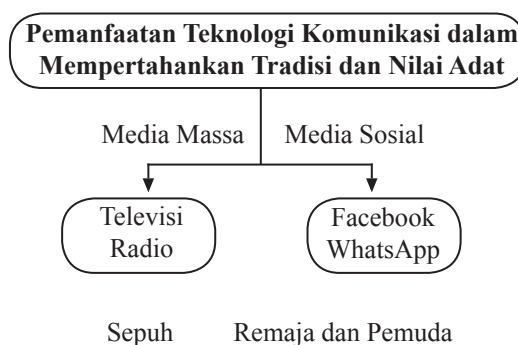 Pemanfaatan Teknologi Komunikasi dalam
Mempertahankan Tradisi dan Nilai Adat
Media Massa
Media Sosial
Televisi
Radio
Facebook
WhatsApp
Sepuh
Remaja dan Pemuda